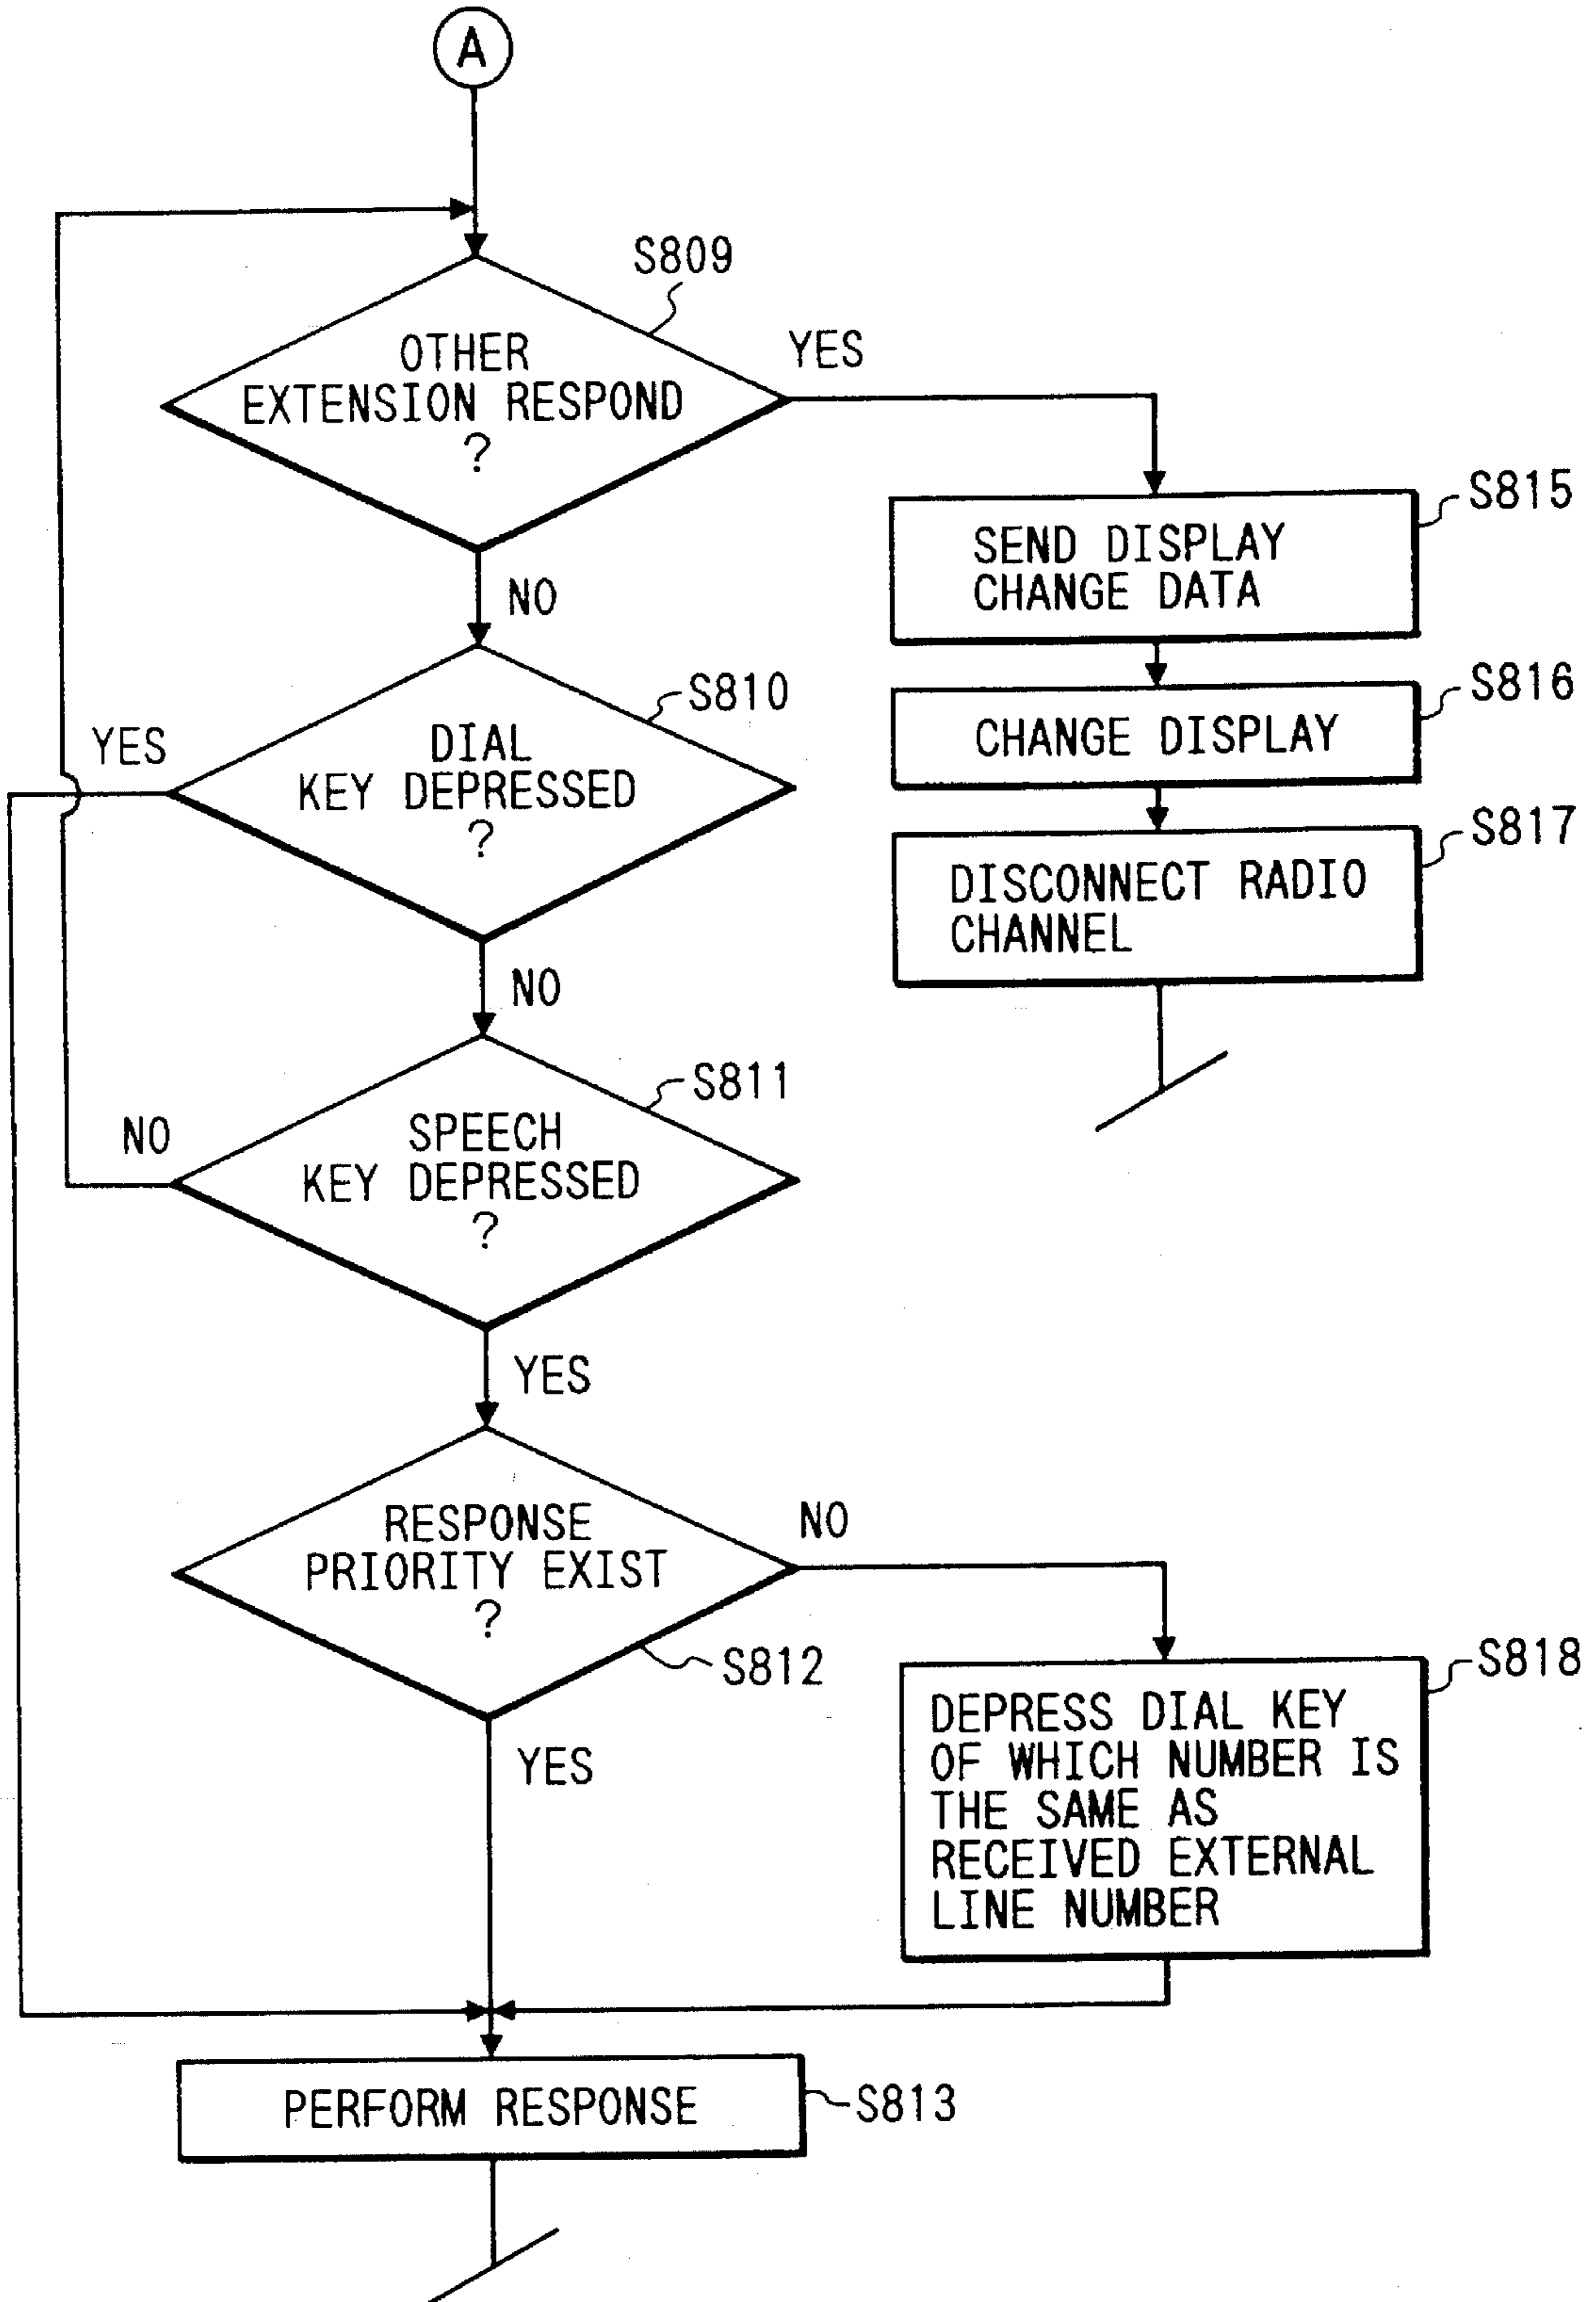 A
S809
OTHER
EXTENSION RESPOND
?
YES
NO
S815
SEND DISPLAY
CHANGE DATA
S816
CHANGE DISPLAY
S817
DISCONNECT RADIO
CHANNEL
S810
DIAL
KEY DEPRESSED
?
YES
NO
S811
SPEECH
KEY DEPRESSED
?
NO
YES
RESPONSE
PRIORITY EXIST
?
NO
S812
YES
S818
DEPRESS DIAL KEY
OF WHICH NUMBER IS
THE SAME AS
RECEIVED EXTERNAL
LINE NUMBER
PERFORM RESPONSE
S813